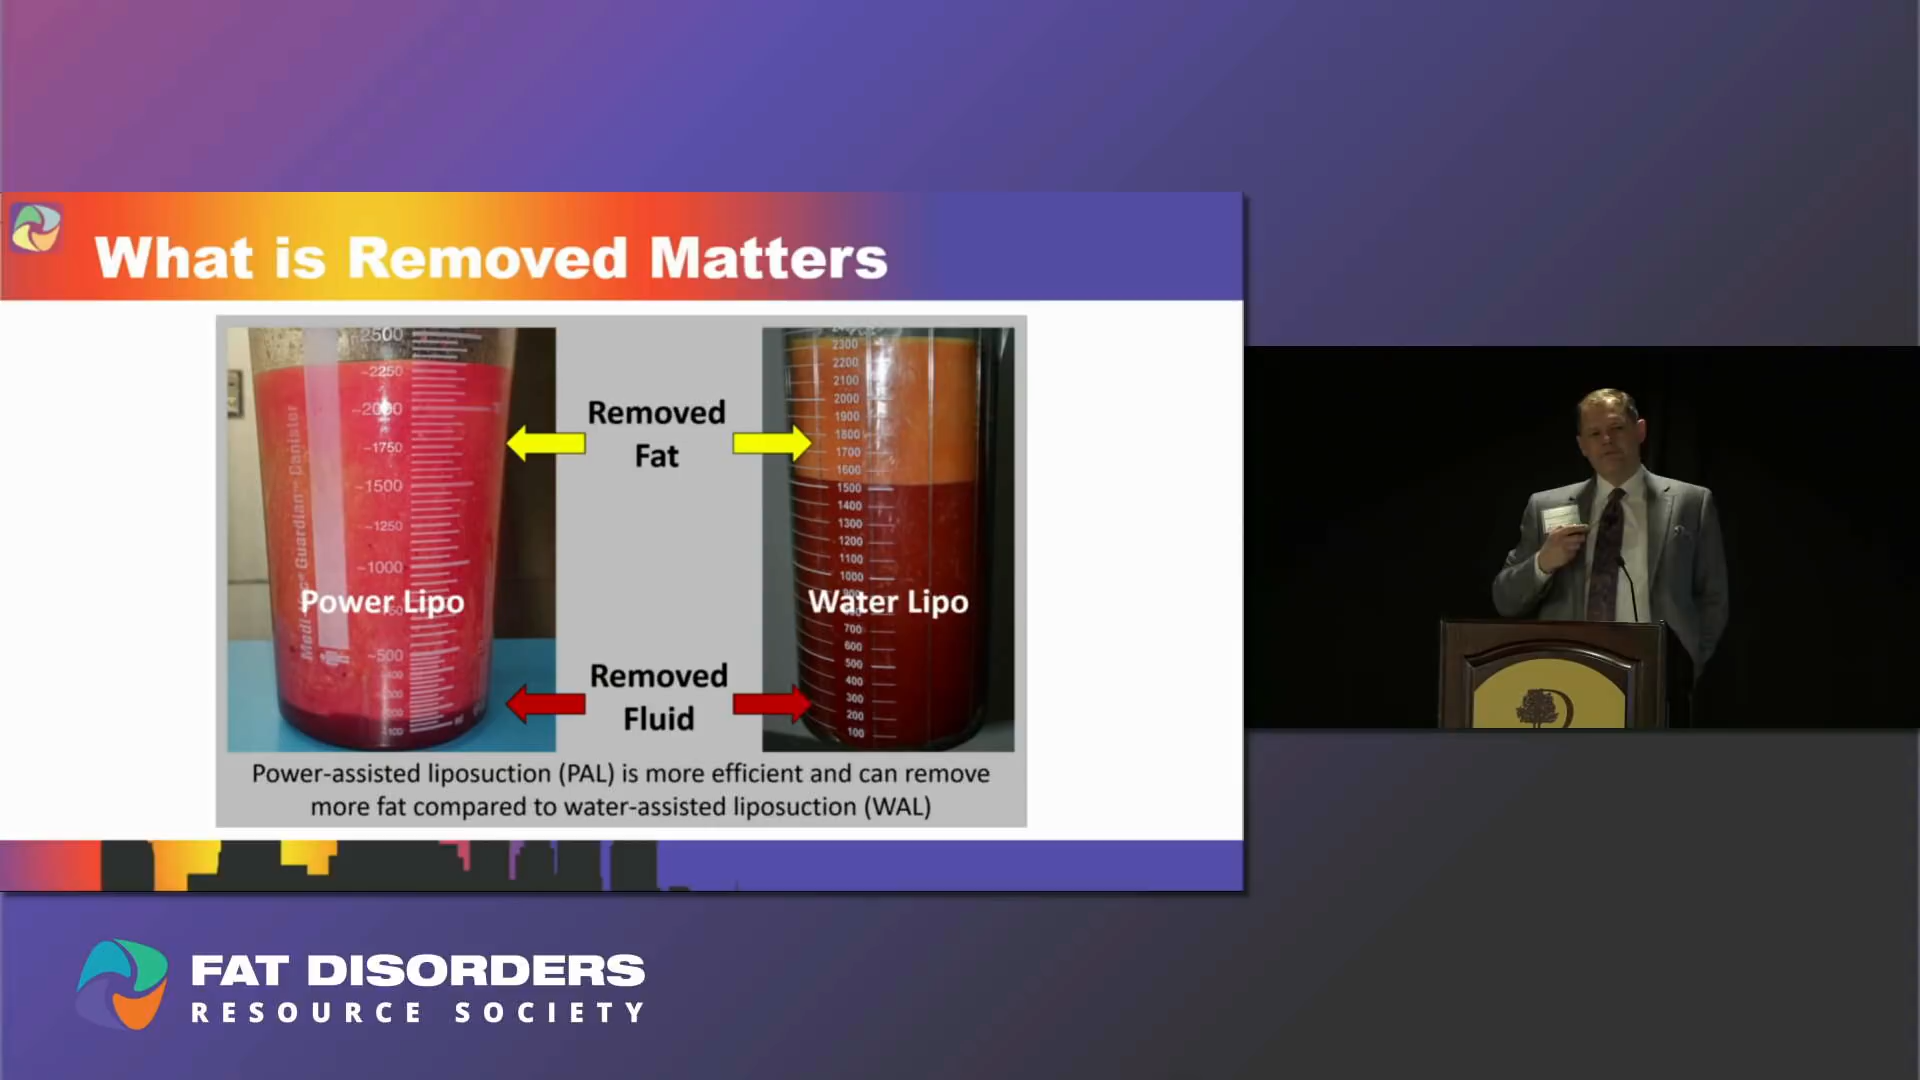 What is Removed Matters
2500
2250
2000
1750
1500
1250
1000
500
Guardian™ Canister
Power Lipo
Removed
Fat
Removed
Fluid
2300
2200
2100
2000
1900
1800
1700
1600
1500
1400
1300
1200
1100
1000
Water Lipo
700
600
500
400
300
200
100
Power-assisted liposuction (PAL) is more efficient and can remove
more fat compared to water-assisted liposuction (WAL)
FAT DISORDERS
RESOURCE SOCIETY